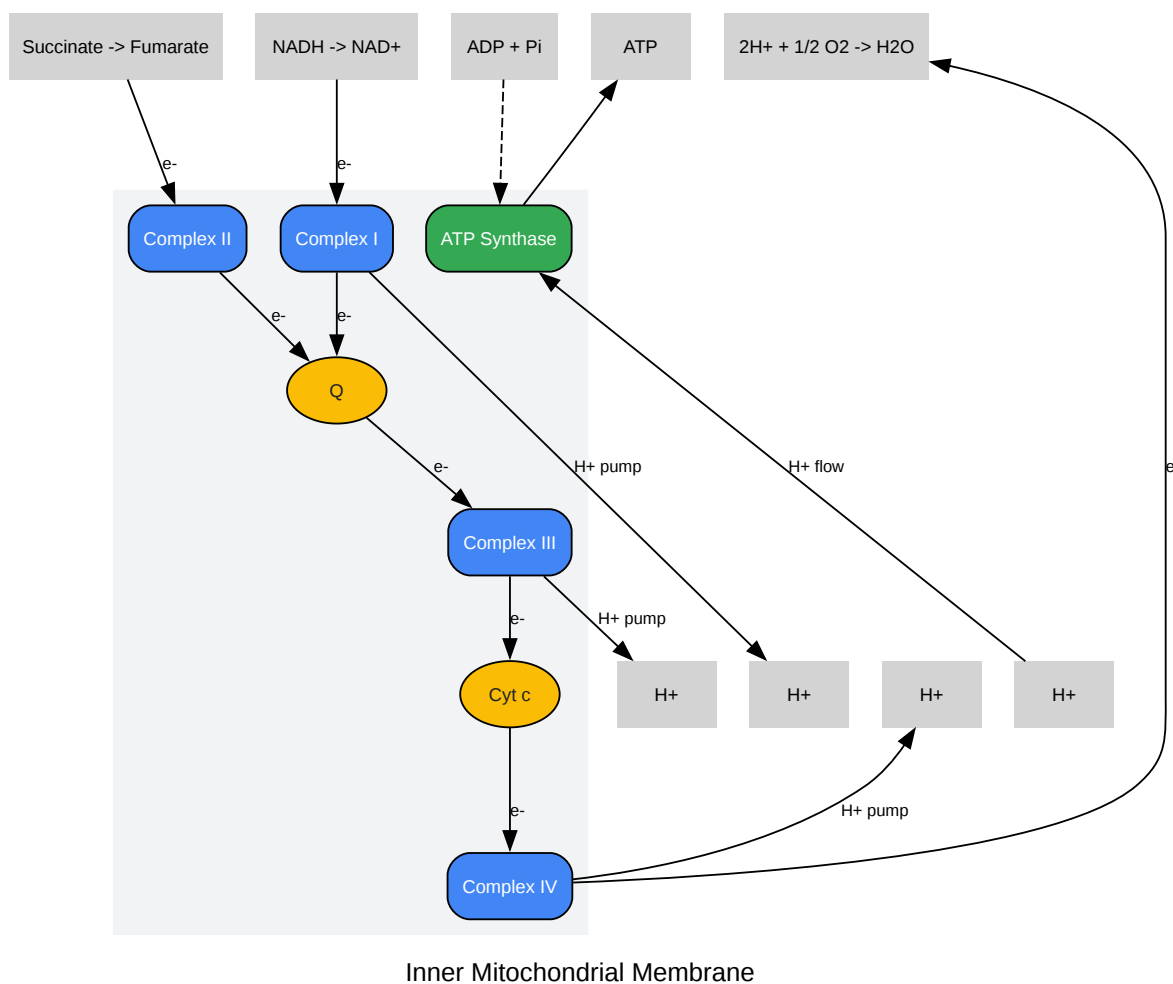 Succinate -> Fumarate
NADH -> NAD+
ADP + Pi
ATP
2H+ + 1/2 O2 -> H2O
e-
e-
Complex II
Complex I
ATP Synthase
e-
e-
Q
e-
H+ pump
H+ flow
e
Complex III
e-
H+ pump
Cyt c
H+
H+
H+
H+
e-
H+ pump
Complex IV
Inner Mitochondrial Membrane